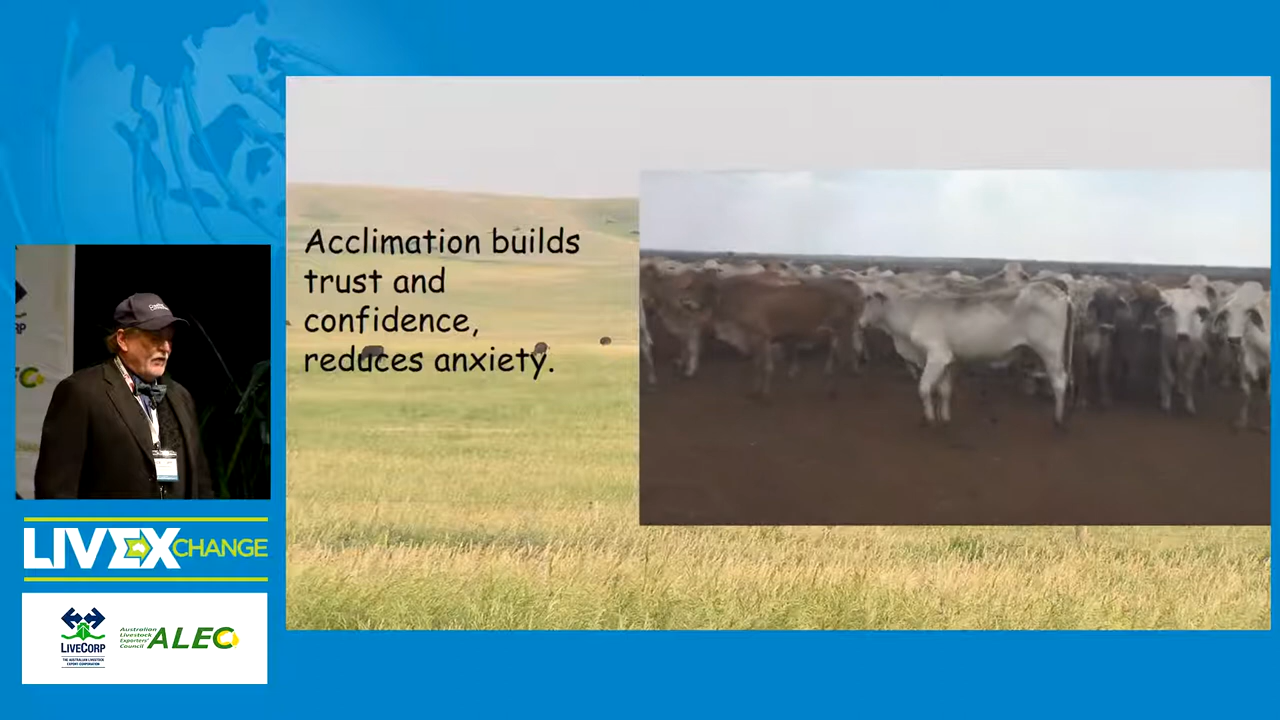 Acclimation builds
trust and
confidence,
reduces anxiety.
LIVEXCHANGE
LIVECORP
THE AUSTRALIAN LIVESTOCK
EXPORT CORPORATION
Australian
Livestock
Exporters'
Council
ALEC